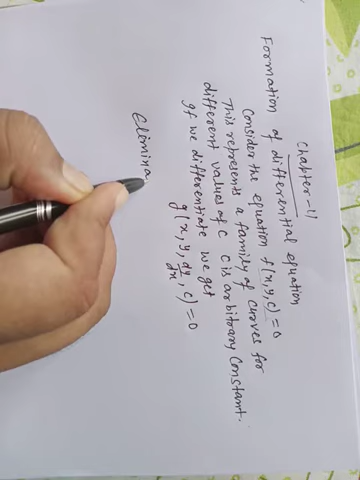 Chapter-11
Formation of differential equation
Consider the equation f(x,y,c)=0
This represents a family of curves for
different values of c c is arbitrary constant.
If we differentiate we get
g(x, y, dy/dx, c) = 0
Elimina